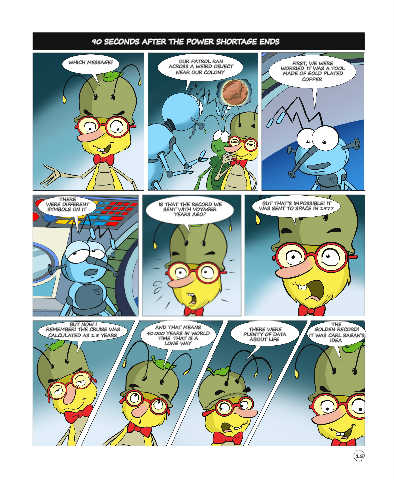 90 SECONDS AFTER THE POWER SHORTAGE ENDS
WHICH MESSAGE?
OUR PATROL RAN
ACROSS A WEIRD OBJECT
NEAR OUR COLONY
FIRST, WE WERE
WORRIED IT WAS A TOOL
MADE OF GOLD PLATED
COPPER
THERE
WERE DIFFERENT
SYMBOLS ON IT
IS THAT THE RECORD WE
SENT WITH VOYAGER
YEARS AGO?
BUT THAT'S IMPOSSIBLE! IT
WAS SENT TO SPACE IN 1977
BUT NOW I
REMEMBER! THE CRUISE WAS
CALCULATED AS
YEARS
AND THAT MEANS
40 000 YEARS IN WORLD
TIME. THAT IS A
LONG WAY
THERE WERE
PLENTY OF DATA
ABOUT LIFE
THE
GOLDEN RECORD!
IT WAS CARL SAGAN'S
IDEA